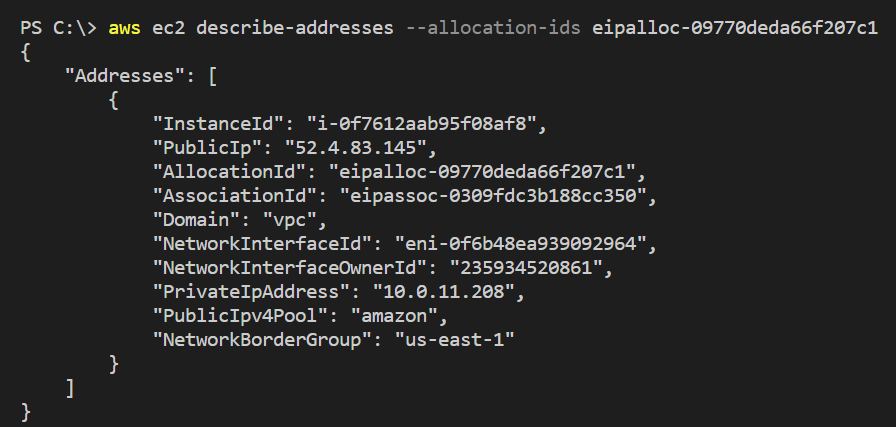 PS C:\> aws ec2 describe-addresses --allocation-ids eipalloc-09770deda66f207c1
{
    "Addresses": [
        {
            "InstanceId": "i-0f7612aab95f08af8",
            "PublicIp": "52.4.83.145",
            "AllocationId": "eipalloc-09770deda66f207c1",
            "AssociationId": "eipassoc-0309fdc3b188cc350",
            "Domain": "vpc",
            "NetworkInterfaceId": "eni-0f6b48ea939092964",
            "NetworkInterfaceOwnerId": "235934520861",
            "PrivateIpAddress": "10.0.11.208",
            "PublicIpv4Pool": "amazon",
            "NetworkBorderGroup": "us-east-1"
        }
    ]
}